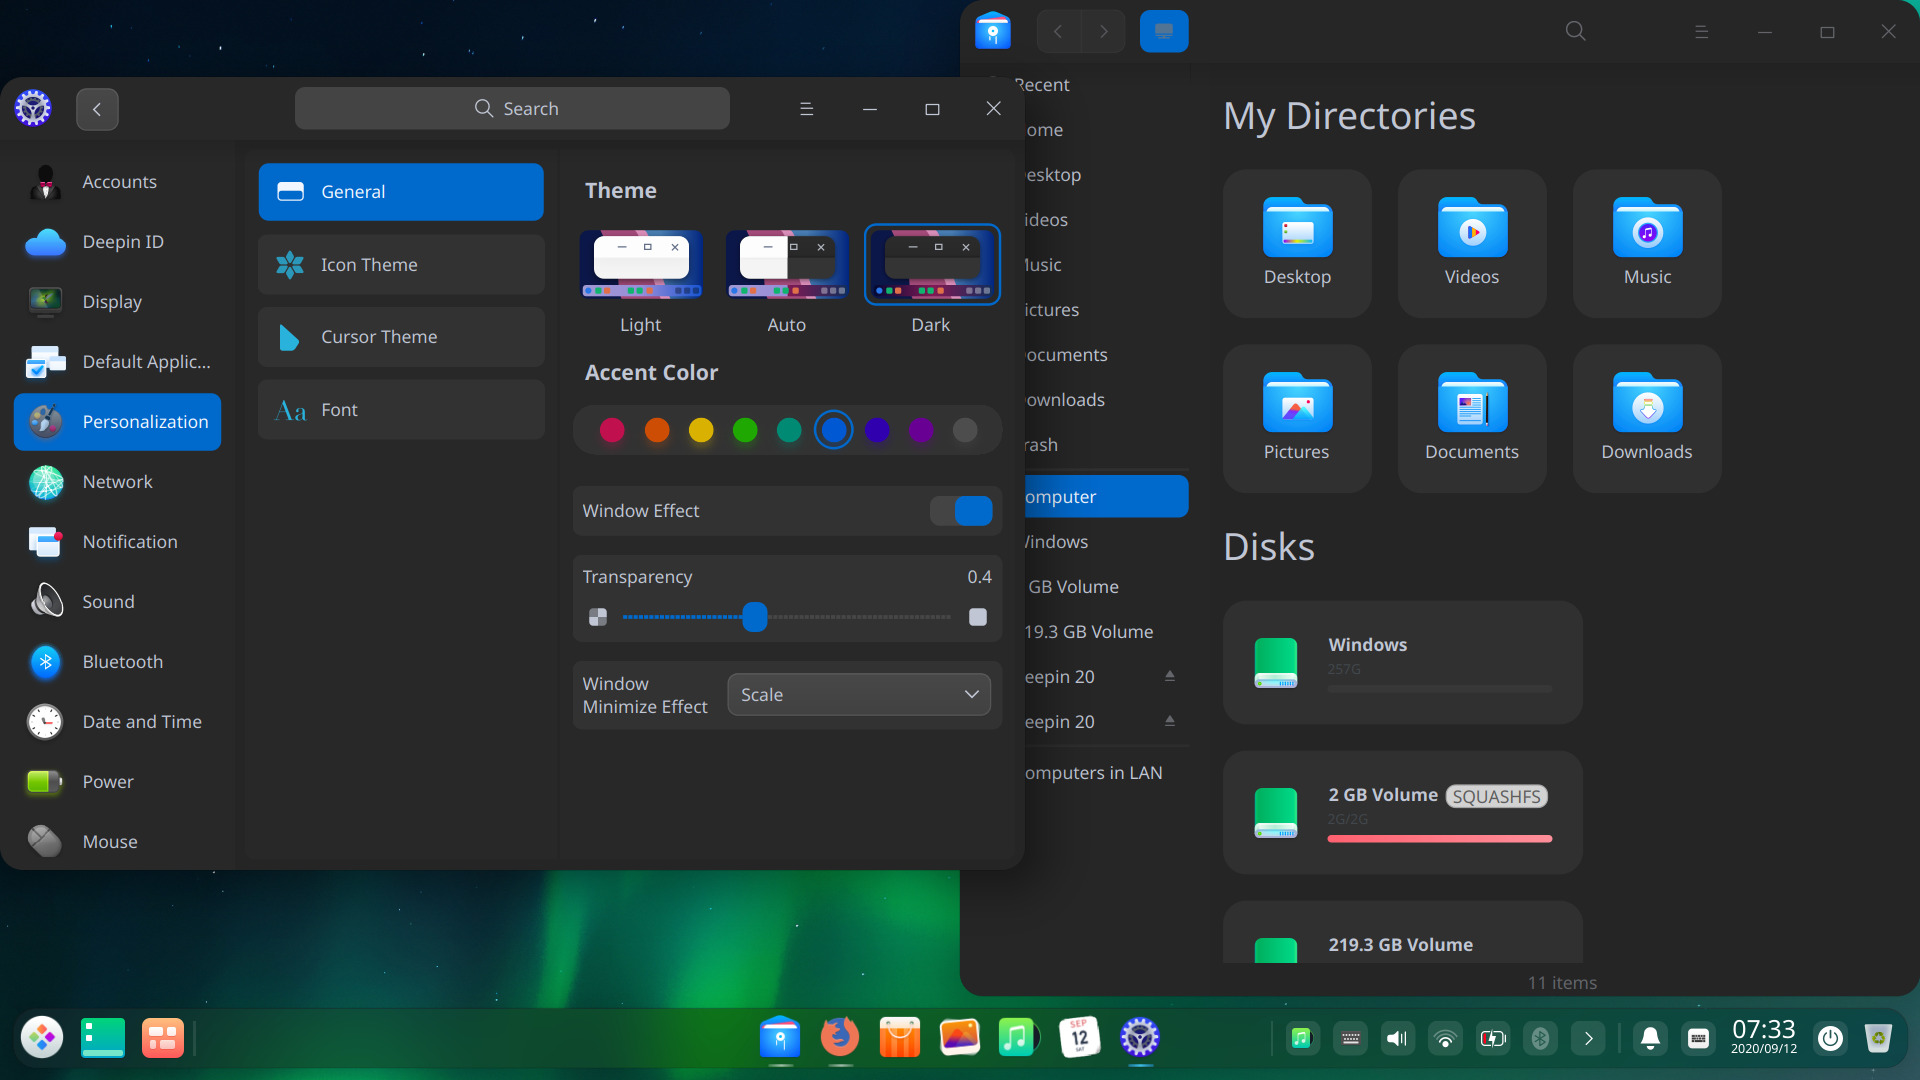 Search
Accounts
Deepin ID
Display
Default Applic...
Personalization
Network
Notification
Sound
Bluetooth
Date and Time
Power
Mouse
General
Icon Theme
Cursor Theme
Aa Font
Theme
Light
Auto
Dark
Accent Color
Window Effect
Transparency
0.4
Window
Minimize Effect
Scale
Recent
ome
esktop
ideos
usic
ictures
ocuments
ownloads
rash
omputer
indows
GB Volume
19.3 GB Volume
eepin 20
eepin 20
omputers in LAN
My Directories
Desktop
Videos
Music
Pictures
Documents
Downloads
Disks
Windows
257G
2 GB Volume SQUASHFS
2G/2G
219.3 GB Volume
11 items
SEP
12
SAT
07:33
2020/09/12